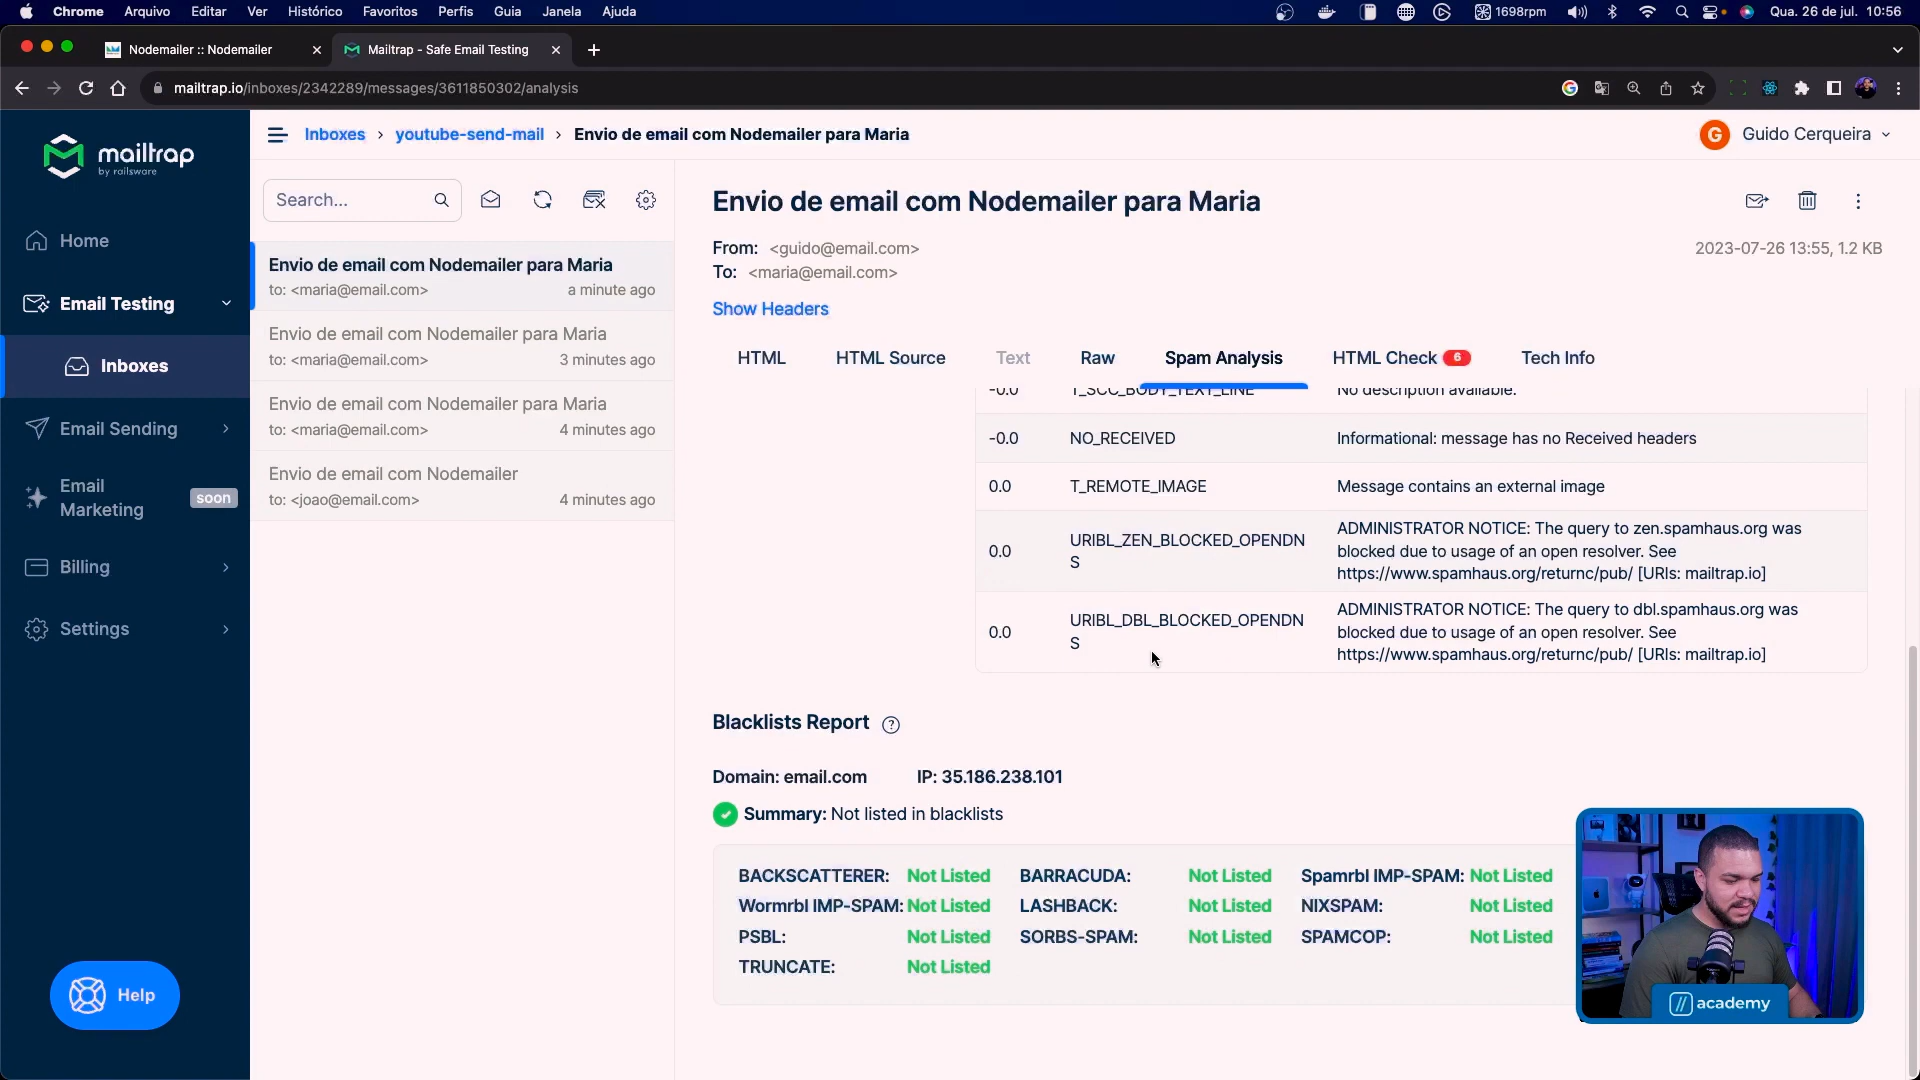 Chrome Arquivo Editar Ver Histórico Favoritos Perfis Guia Janela Ajuda 1698rpm Qua. 26 de jul. 10:56
Nodemailer :: Nodemailer
Mailtrap - Safe Email Testing
mailtrap.io/inboxes/2342289/messages/3611850302/analysis
mailtrap
by railsware
Home
Email Testing
Inboxes
Email Sending
Email
Marketing
soon
Billing
Settings
Help
Inboxes › youtube-send-mail › Envio de email com Nodemailer para Maria
G Guido Cerqueira
Search...
Envio de email com Nodemailer para Maria
to: <maria@email.com> a minute ago
Envio de email com Nodemailer para Maria
to: <maria@email.com> 3 minutes ago
Envio de email com Nodemailer para Maria
to: <maria@email.com> 4 minutes ago
Envio de email com Nodemailer
to: <joao@email.com> 4 minutes ago
Envio de email com Nodemailer para Maria
From: <guido@email.com> 2023-07-26 13:55, 1.2 KB
To: <maria@email.com>
Show Headers
HTML HTML Source Text Raw Spam Analysis HTML Check 6 Tech Info
-0.0 T_SCC_BODY_TEXT_LINE No description available.
-0.0 NO_RECEIVED Informational: message has no Received headers
0.0 T_REMOTE_IMAGE Message contains an external image
0.0
URIBL_ZEN_BLOCKED_OPENDN
S
ADMINISTRATOR NOTICE: The query to zen.spamhaus.org was
blocked due to usage of an open resolver. See
https://www.spamhaus.org/returnc/pub/ [URIs: mailtrap.io]
0.0
URIBL_DBL_BLOCKED_OPENDN
S
ADMINISTRATOR NOTICE: The query to dbl.spamhaus.org was
blocked due to usage of an open resolver. See
https://www.spamhaus.org/returnc/pub/ [URIs: mailtrap.io]
Blacklists Report ?
Domain: email.com IP: 35.186.238.101
Summary: Not listed in blacklists
BACKSCATTERER: Not Listed BARRACUDA: Not Listed Spamrbl IMP-SPAM: Not Listed
Wormrbl IMP-SPAM: Not Listed LASHBACK: Not Listed NIXSPAM: Not Listed
PSBL: Not Listed SORBS-SPAM: Not Listed SPAMCOP: Not Listed
TRUNCATE: Not Listed
// academy